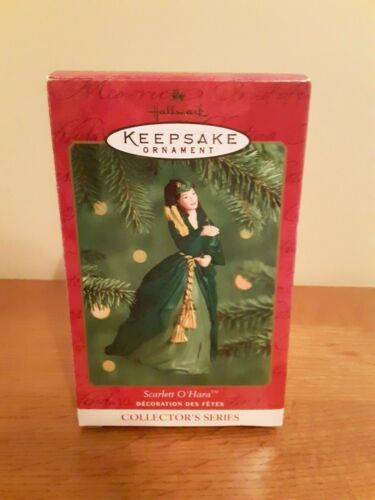 Hallmark
KEEPSAKE
ORNAMENT
Scarlett O'Hara™
DÉCORATION DES FÊTES
COLLECTOR'S SERIES